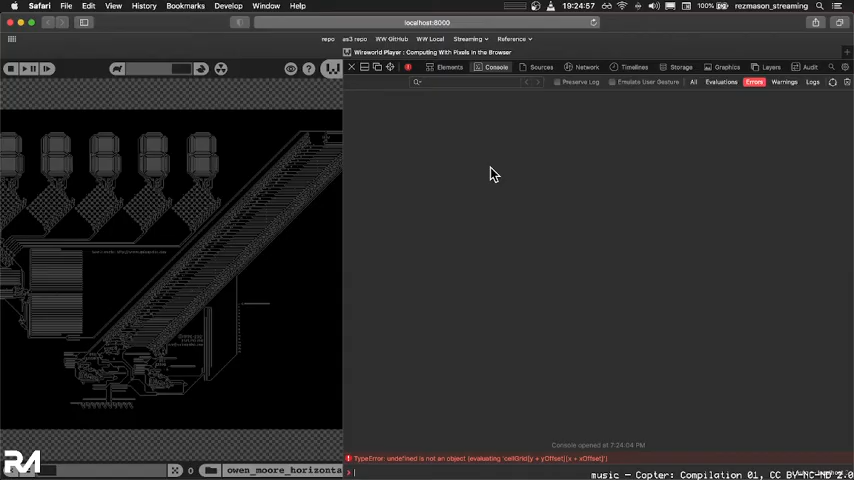 Safari File Edit View History Bookmarks Develop Window Help 100% 19:24:57 rezmason_streaming
localhost:8000
repo as3 repo WW GitHub WW Local Streaming Reference
Wireworld Player : Computing With Pixels in the Browser
Elements Console Sources Network Timelines Storage Graphics Layers Audit
Preserve Log Emulate User Gesture All Evaluations Errors Warnings Logs
Console opened at 7:24:04 PM
TypeError: undefined is not an object (evaluating 'cellGrid[y + yOffset][x + xOffset]')
0 owen_moore_horizonta
music — Copter: Compilation 01, CC BY-NC-ND 2.0